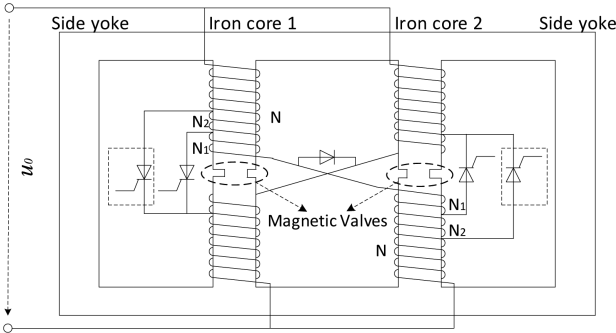 Side yoke
Iron core 1
Iron core 2
Side yoke
N2
N
N1
u0
Magnetic Valves
N1
N2
N